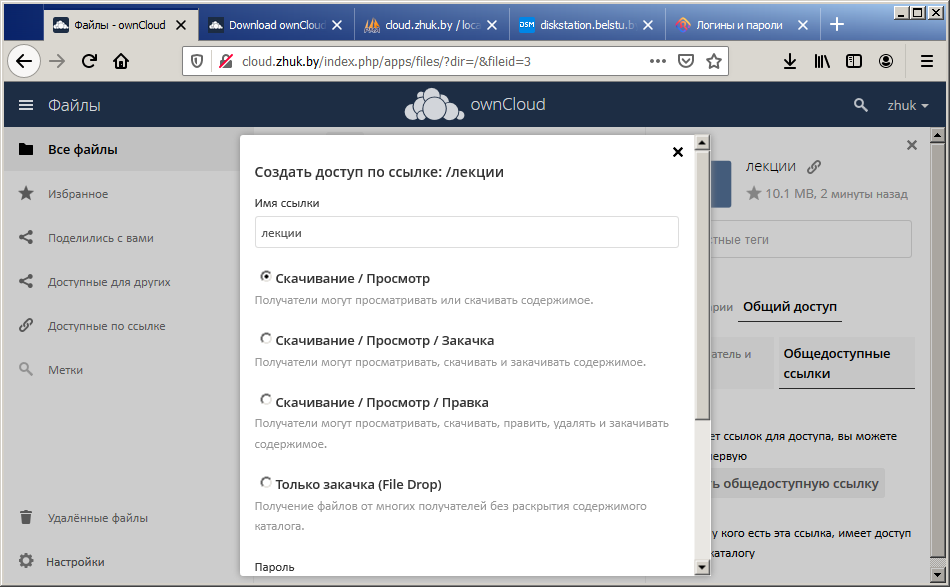 Файлы - ownCloud
Download ownCloud
cloud.zhuk.by / loca
diskstation.belstu.b
Логины и пароли
cloud.zhuk.by/index.php/apps/files/?dir=/&fileid=3
Файлы
ownCloud
zhuk
Все файлы
Избранное
Поделились с вами
Доступные для других
Доступные по ссылке
Метки
Удалённые файлы
Настройки
Создать доступ по ссылке: /лекции
Имя ссылки
лекции
Скачивание / Просмотр
Получатели могут просматривать или скачивать содержимое.
Скачивание / Просмотр / Закачка
Получатели могут просматривать, скачивать и закачивать содержимое.
Скачивание / Просмотр / Правка
Получатели могут просматривать, скачивать, править, удалять и закачивать
содержимое.
Только закачка (File Drop)
Получение файлов от многих получателей без раскрытия содержимого
каталога.
Пароль
лекции
10.1 MB, 2 минуты назад
стные теги
арии
Общий доступ
атель и
Общедоступные
ссылки
ет ссылок для доступа, вы можете
ервую
ть общедоступную ссылку
у кого есть эта ссылка, имеет доступ
каталогу